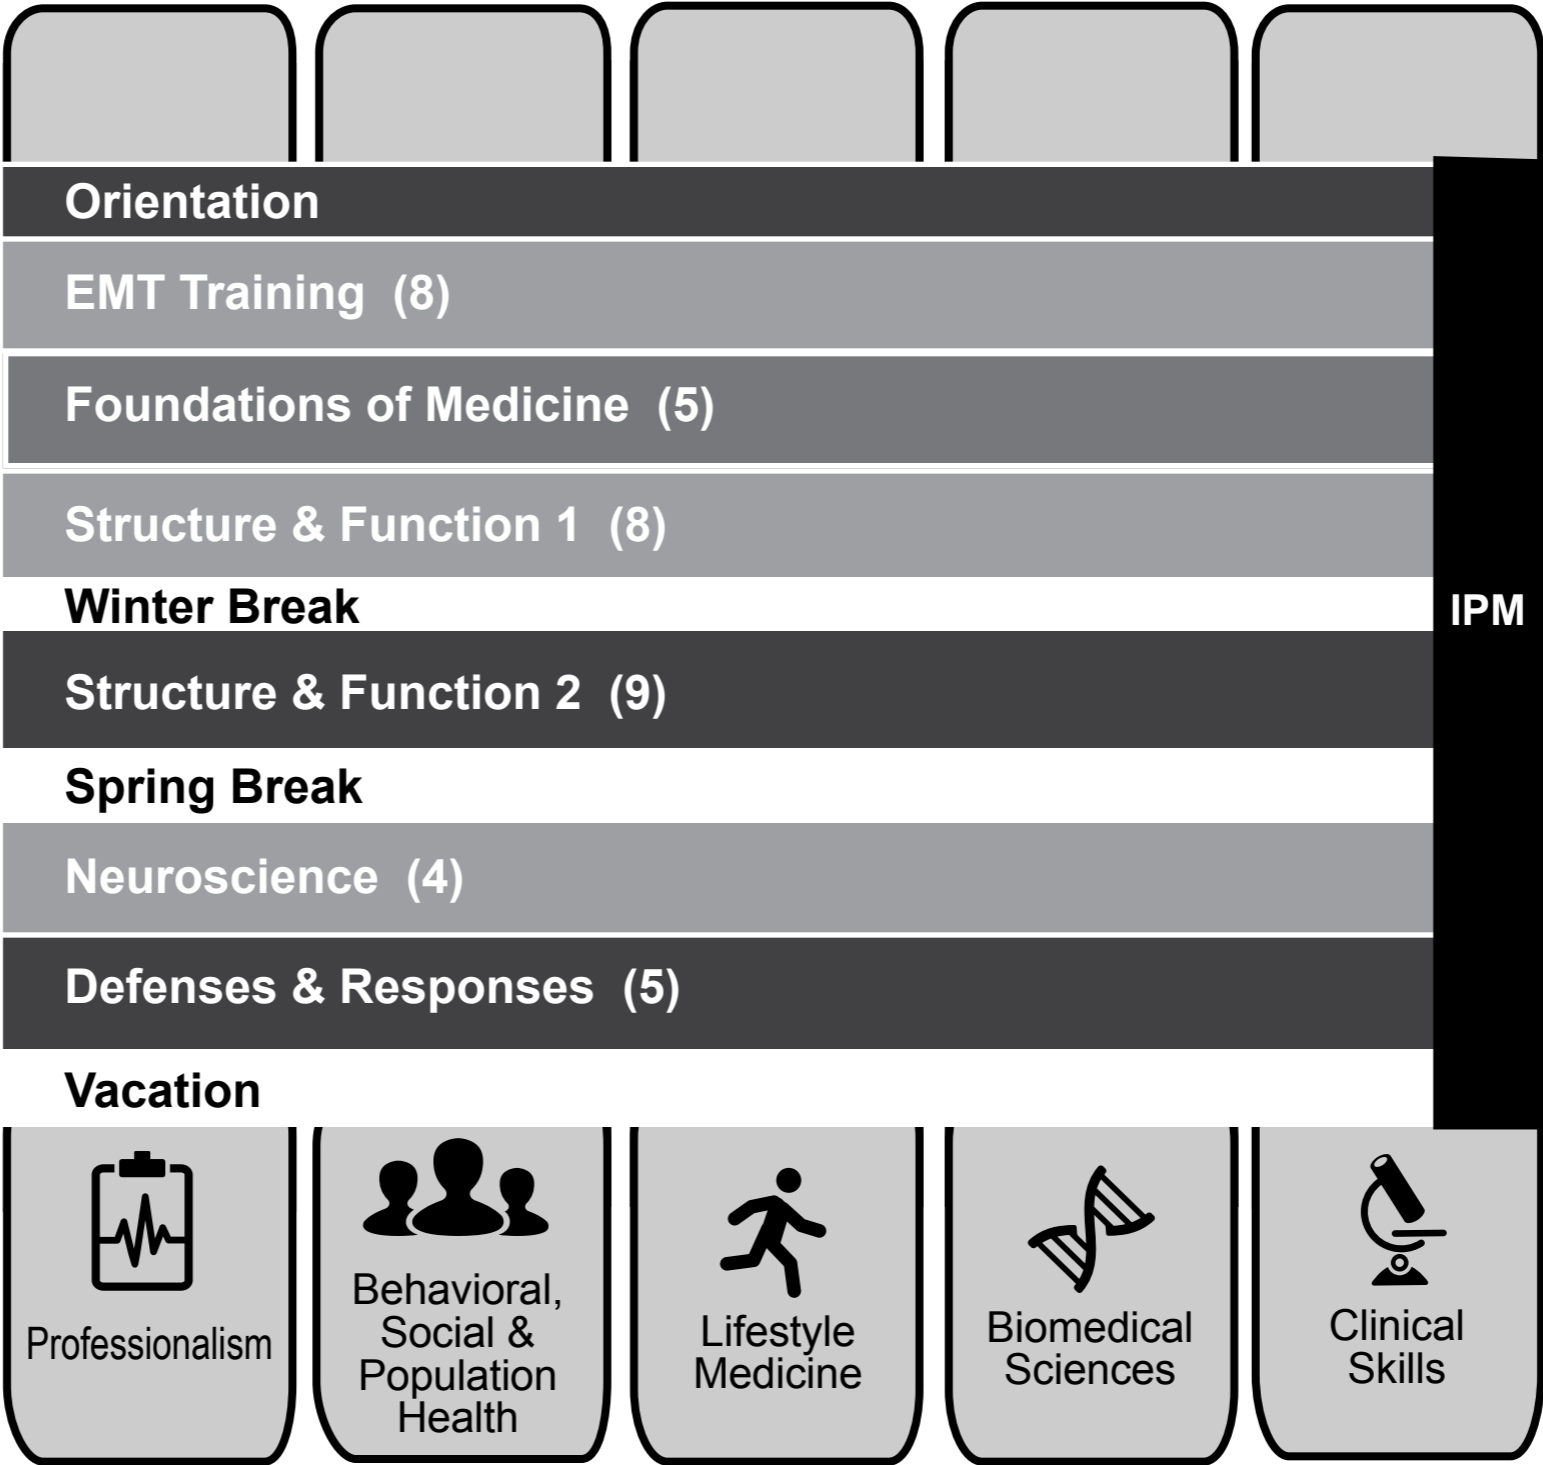 Orientation
EMT Training (8)
Foundations of Medicine (5)
Structure & Function 1 (8)
Winter Break
IPM
Structure & Function 2 (9)
Spring Break
Neuroscience (4)
Defenses & Responses (5)
Vacation
Professionalism
Behavioral,
Social &
Population
Health
Lifestyle
Medicine
Biomedical
Sciences
Clinical
Skills